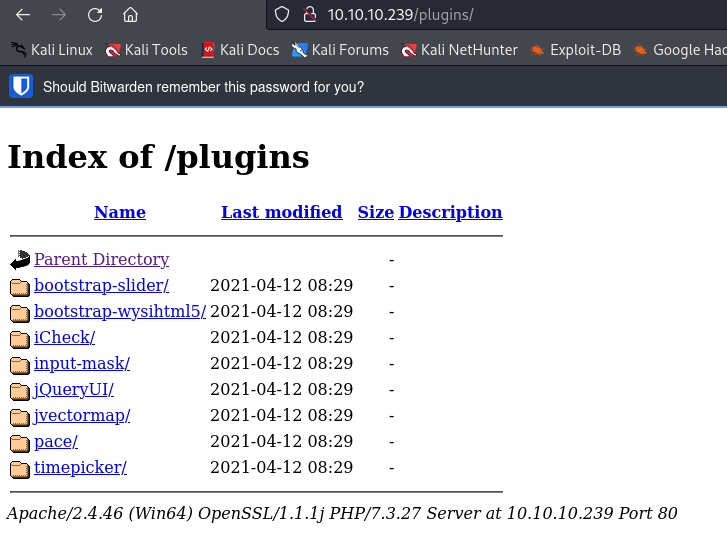 10.10.10.239/plugins/
Kali Linux Kali Tools Kali Docs Kali Forums Kali NetHunter Exploit-DB Google Hac
Should Bitwarden remember this password for you?
Index of /plugins
Name Last modified Size Description
Parent Directory -
bootstrap-slider/ 2021-04-12 08:29 -
bootstrap-wysihtml5/ 2021-04-12 08:29 -
iCheck/ 2021-04-12 08:29 -
input-mask/ 2021-04-12 08:29 -
jQueryUI/ 2021-04-12 08:29 -
jvectormap/ 2021-04-12 08:29 -
pace/ 2021-04-12 08:29 -
timepicker/ 2021-04-12 08:29 -
Apache/2.4.46 (Win64) OpenSSL/1.1.1j PHP/7.3.27 Server at 10.10.10.239 Port 80